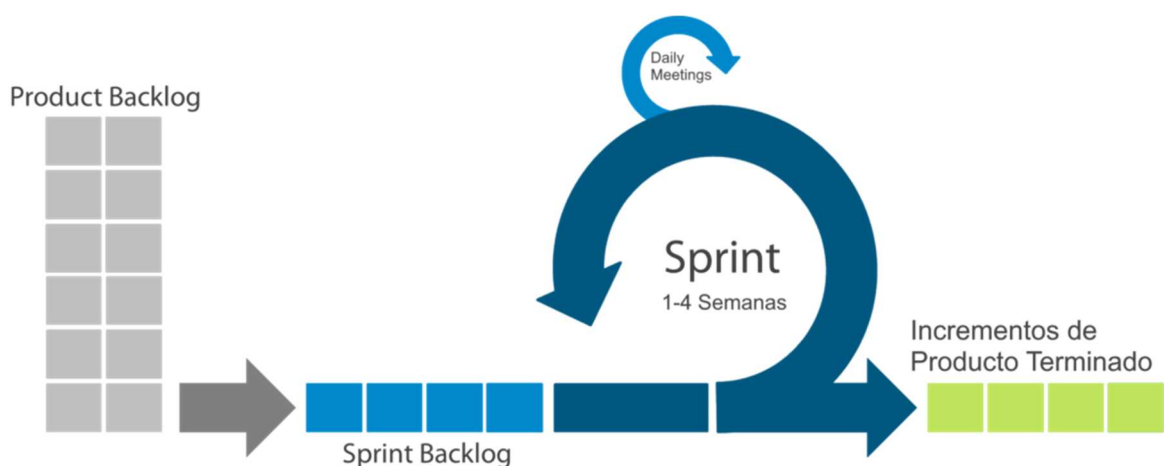 Product Backlog
Daily
Meetings
Sprint
1-4 Semanas
Incrementos de
Producto Terminado
Sprint Backlog